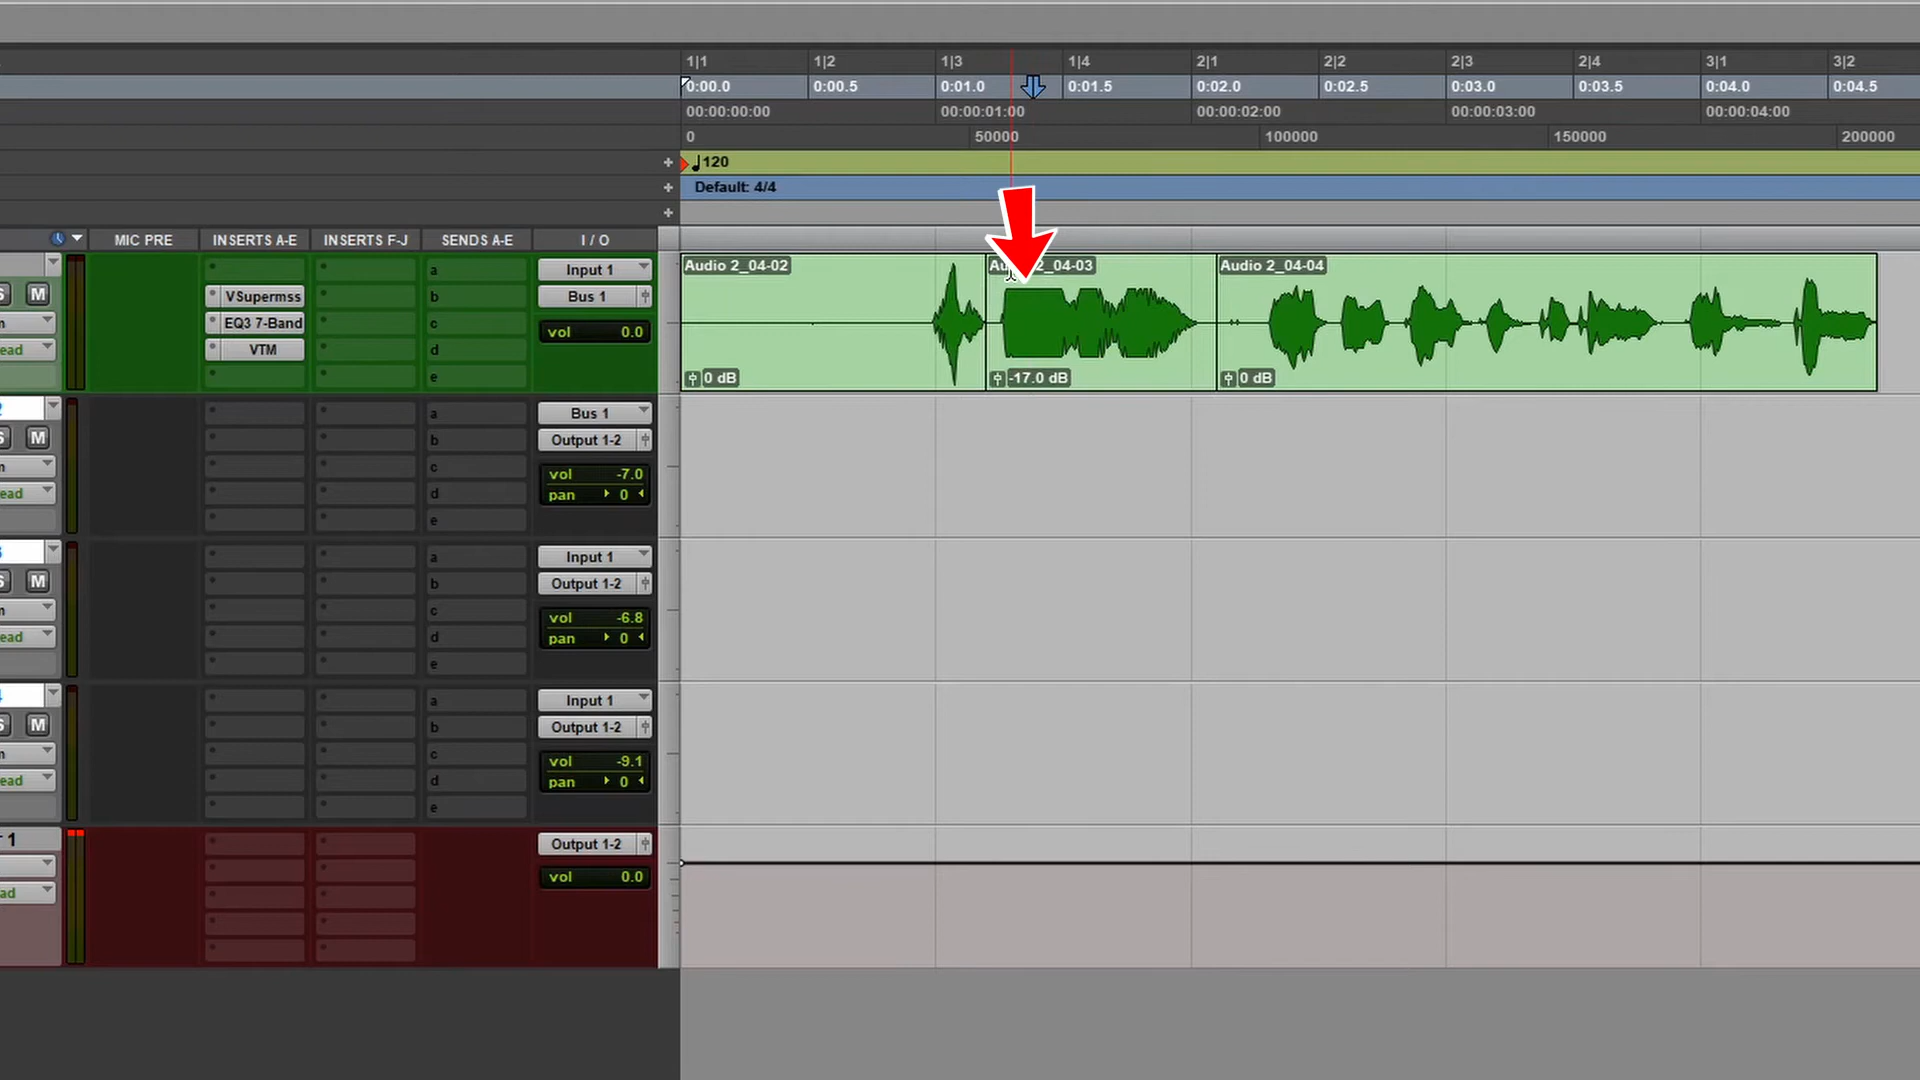 1|1 1|2 1|3 1|4 2|1 2|2 2|3 2|4 3|1 3|2
0:00.0 0:00.5 0:01.0 0:01.5 0:02.0 0:02.5 0:03.0 0:03.5 0:04.0 0:04.5
00:00:00:00 00:00:01:00 00:00:02:00 00:00:03:00 00:00:04:00
0 50000 100000 150000 200000
+ 120
+ Default: 4/4
+
MIC PRE INSERTS A-E INSERTS F-J SENDS A-E I / O
a Input 1 Audio 2_04-02 2_04-03 Audio 2_04-04
S M VSupermss b Bus 1
EQ3 7-Band c vol 0.0
ead VTM d
e 0 dB -17.0 dB 0 dB
a Bus 1
S M b Output 1-2
c vol -7.0
ead d pan 0
e
a Input 1
S M b Output 1-2
c vol -6.8
ead d pan 0
e
a Input 1
S M b Output 1-2
c vol -9.1
ead d pan 0
e
1 Output 1-2
vol 0.0
ad